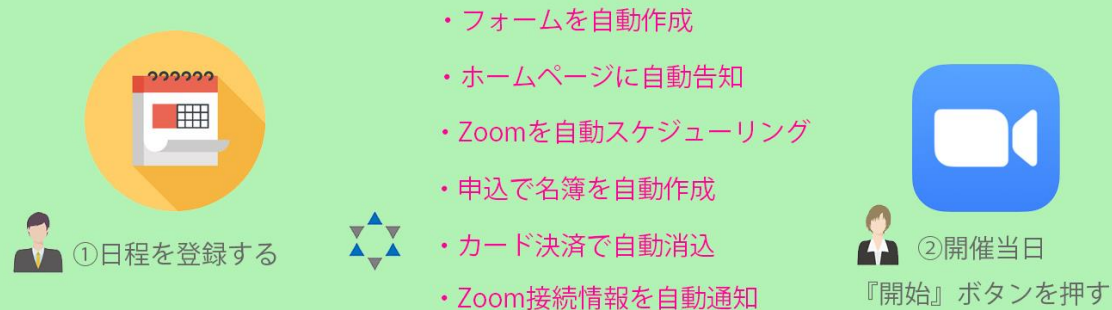 ・フォームを自動作成
・ホームページに自動告知
・Zoomを自動スケジューリング
・申込で名簿を自動作成
①日程を登録する
・カード決済で自動消込
②開催当日
・Zoom接続情報を自動通知
『開始』ボタンを押す